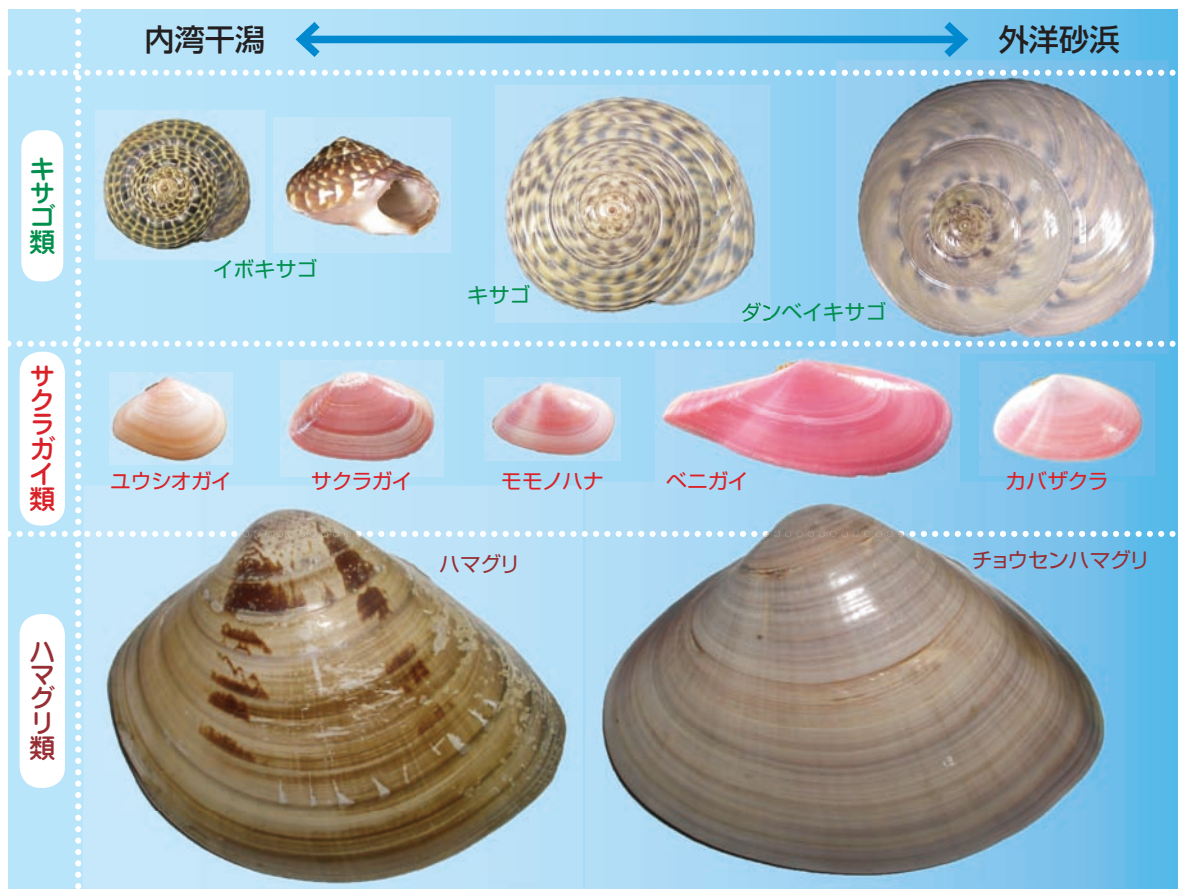 内湾干潟
外洋砂浜
キサゴ類
イボキサゴ
キサゴ
ダンベイキサゴ
サクラガイ類
ユウシオガイ
サクラガイ
モモノハナ
ベニガイ
カバザクラ
ハマグリ類
ハマグリ
チョウセンハマグリ